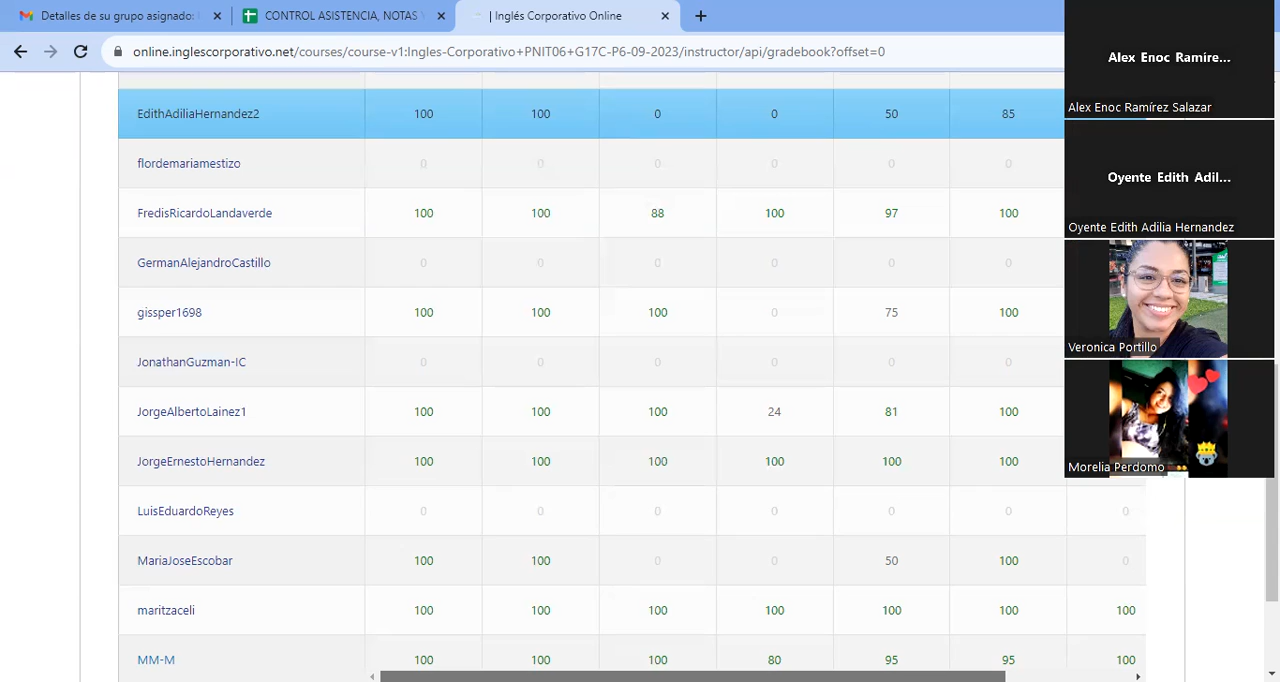 Detalles de su grupo asignado: × CONTROL ASISTENCIA, NOTAS Y × | Inglés Corporativo Online × +
online.inglescorporativo.net/courses/course-v1:Ingles-Corporativo+PNIT06+G17C-P6-09-2023/instructor/api/gradebook?offset=0
EdithAdiliaHernandez2 100 100 0 0 50 85
flordemariamestizo 0 0 0 0 0 0
FredisRicardoLandaverde 100 100 88 100 97 100
GermanAlejandroCastillo 0 0 0 0 0 0
gissper1698 100 100 100 0 75 100
JonathanGuzman-IC 0 0 0 0 0 0
JorgeAlbertoLainez1 100 100 100 24 81 100
JorgeErnestoHernandez 100 100 100 100 100 100
LuisEduardoReyes 0 0 0 0 0 0 0
MariaJoseEscobar 100 100 0 0 50 100 0
maritzaceli 100 100 100 100 100 100 100
MM-M 100 100 100 80 95 95 100
Alex Enoc Ramíre...
Alex Enoc Ramírez Salazar
Oyente Edith Adil...
Oyente Edith Adilia Hernandez
Veronica Portillo
Morelia Perdomo